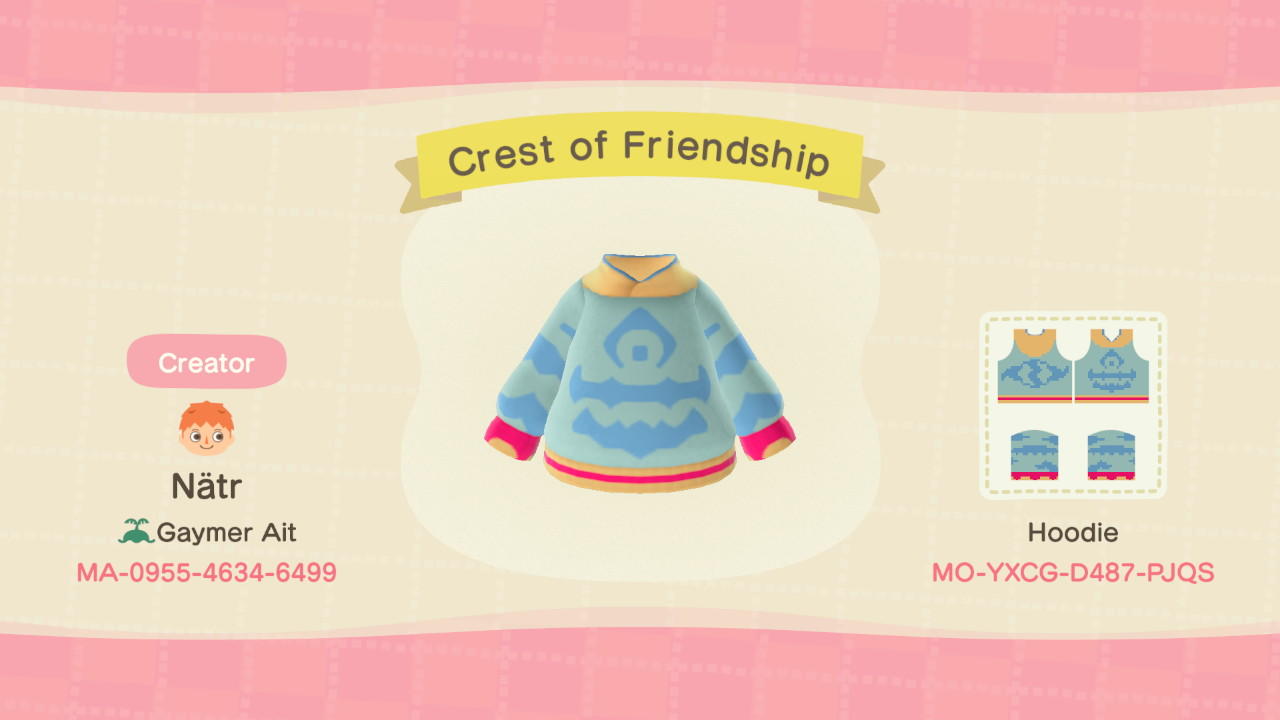 Crest of Friendship
Creator
Nätr
Gaymer Ait
MA-0955-4634-6499
Hoodie
MO-YXCG-D487-PJQS